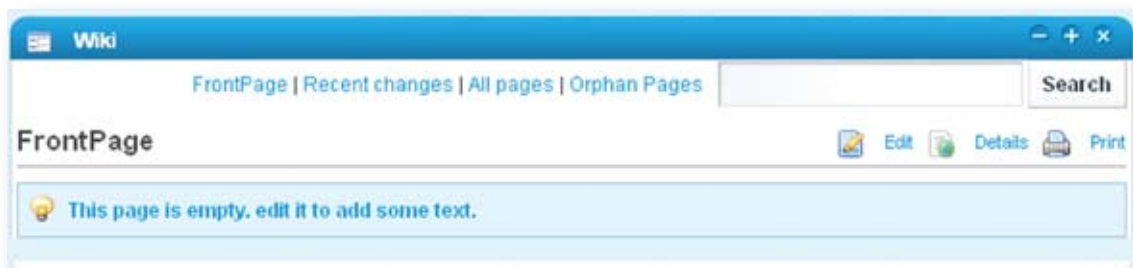 Wiki
FrontPage | Recent changes | All pages | Orphan Pages Search
FrontPage Edit Details Print
This page is empty. edit it to add some text.